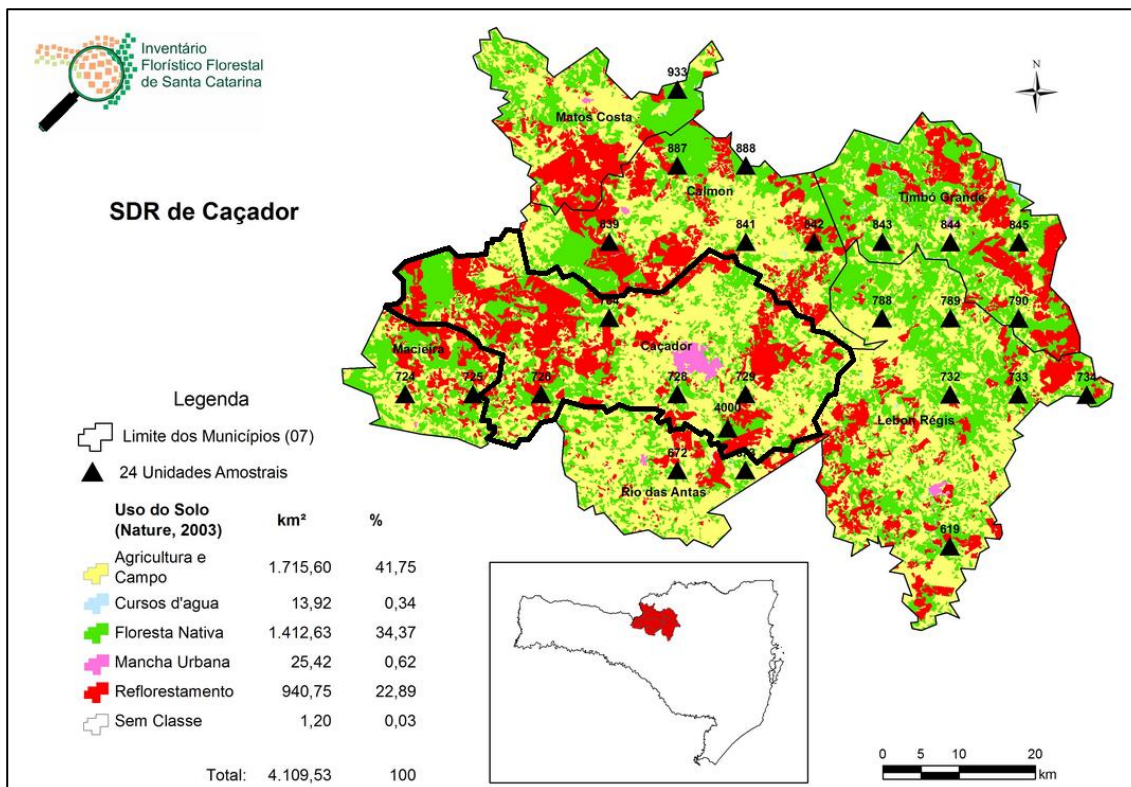 Inventário
Florístico Florestal
de Santa Catarina
SDR de Caçador
N
933
Matos Costa
887
888
Calmon
Timbó Grande
839
841
842
843
844
845
788
789
790
Caçador
Macieira
724
725
726
728
729
732
733
734
4000
Lebon Régis
672
Rio das Antas
619
Legenda
Limite dos Municípios (07)
24 Unidades Amostrais
Uso do Solo
(Nature, 2003) km² %
Agricultura e
Campo 1.715,60 41,75
Cursos d'agua 13,92 0,34
Floresta Nativa 1.412,63 34,37
Mancha Urbana 25,42 0,62
Reflorestamento 940,75 22,89
Sem Classe 1,20 0,03
Total: 4.109,53 100
0 5 10 20
km